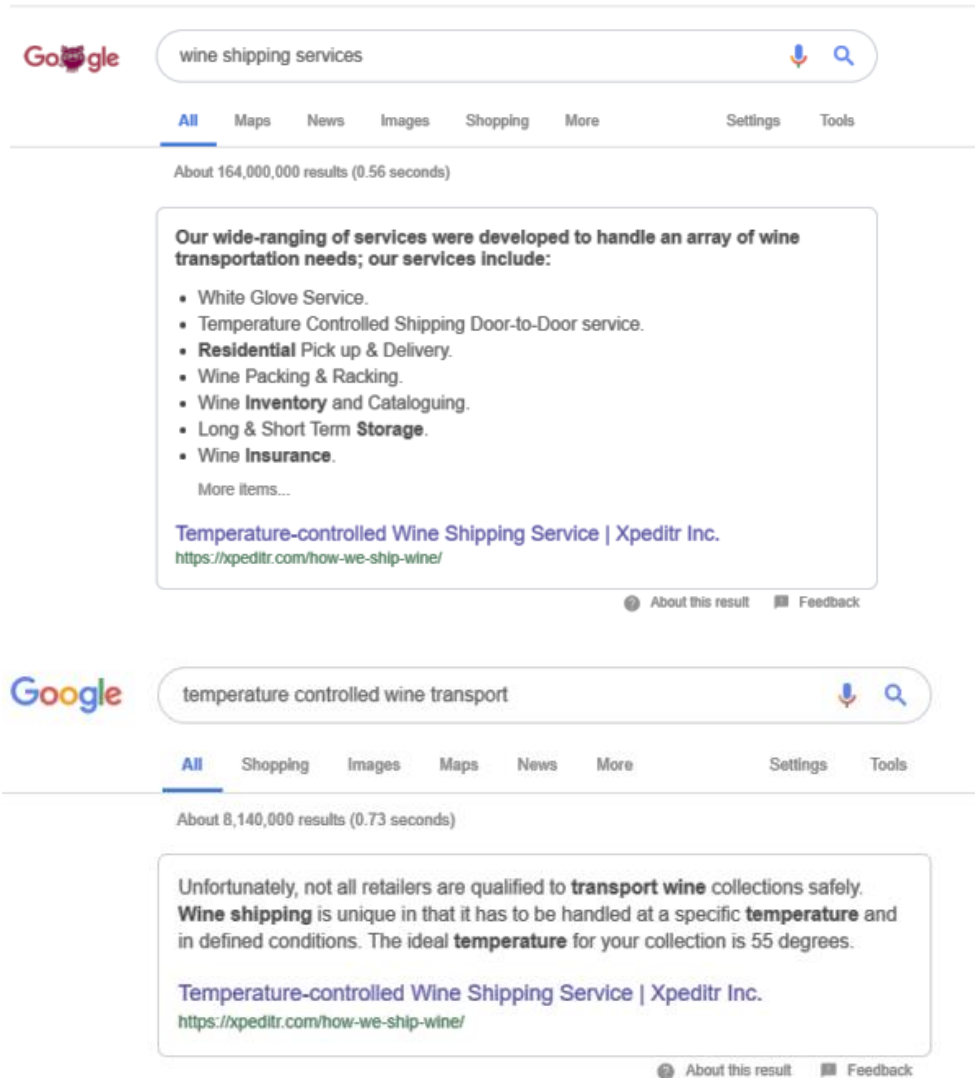 Google
wine shipping services
All Maps News Images Shopping More Settings Tools
About 164,000,000 results (0.56 seconds)
Our wide-ranging of services were developed to handle an array of wine
transportation needs; our services include:
• White Glove Service.
• Temperature Controlled Shipping Door-to-Door service.
• Residential Pick up & Delivery.
• Wine Packing & Racking.
• Wine Inventory and Cataloguing.
• Long & Short Term Storage.
• Wine Insurance.
More items...
Temperature-controlled Wine Shipping Service | Xpeditr Inc.
https://xpeditr.com/how-we-ship-wine/
About this result Feedback
Google
temperature controlled wine transport
All Shopping Images Maps News More Settings Tools
About 8,140,000 results (0.73 seconds)
Unfortunately, not all retailers are qualified to transport wine collections safely.
Wine shipping is unique in that it has to be handled at a specific temperature and
in defined conditions. The ideal temperature for your collection is 55 degrees.
Temperature-controlled Wine Shipping Service | Xpeditr Inc.
https://xpeditr.com/how-we-ship-wine/
About this result Feedback